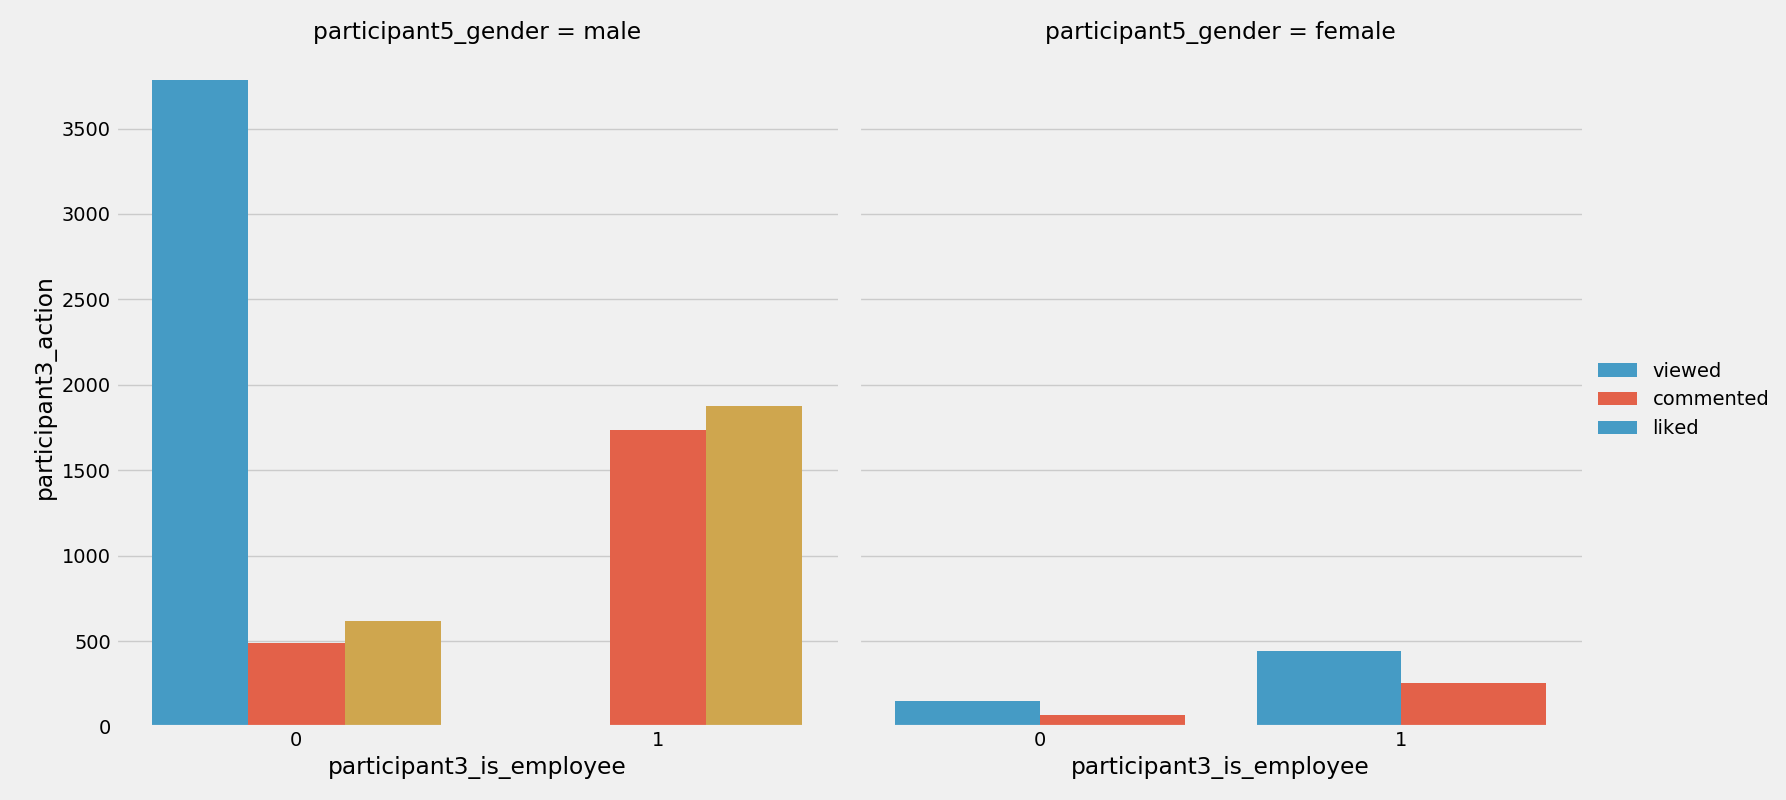 participant5_gender = male
participant5_gender = female
participant3_action
3500
3000
2500
2000
1500
1000
500
0
0 1
0 1
participant3_is_employee
participant3_is_employee
viewed
commented
liked